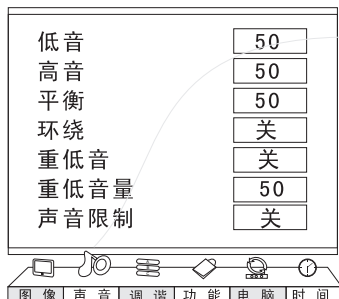 低音 50
高音 50
平衡 50
环绕 关
重低音 关
重低音量 50
声音限制 关
图像 声音 调谐 功能 电脑 时间